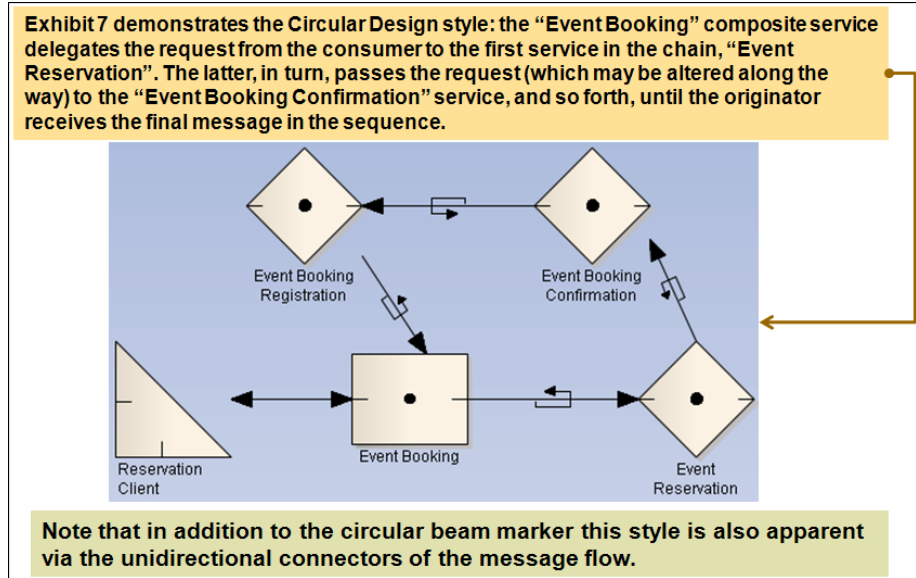 Exhibit 7 demonstrates the Circular Design style: the “Event Booking” composite service
delegates the request from the consumer to the first service in the chain, “Event
Reservation”. The latter, in turn, passes the request (which may be altered along the
way) to the “Event Booking Confirmation” service, and so forth, until the originator
receives the final message in the sequence.
Event Booking
Registration
Event Booking
Confirmation
Reservation
Client
Event Booking
Event
Reservation
Note that in addition to the circular beam marker this style is also apparent
via the unidirectional connectors of the message flow.